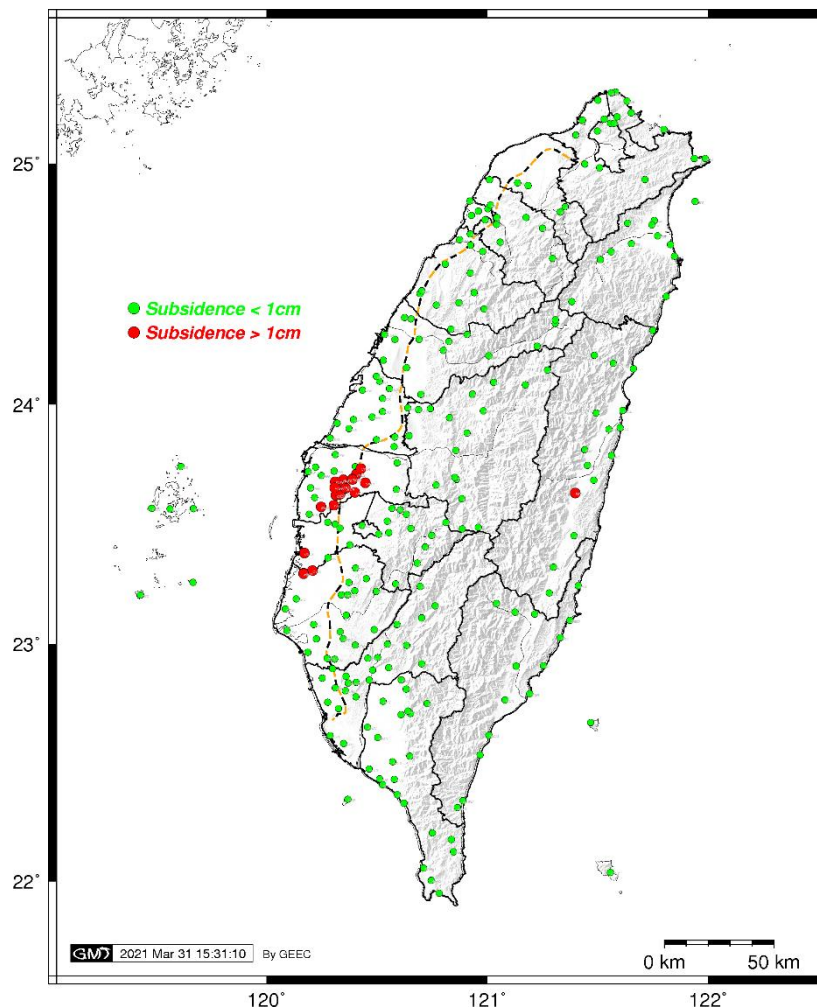 25˚
Subsidence < 1cm
Subsidence > 1cm
24˚
23˚
22˚
GMT 2021 Mar 31 15:31:10 By GEEC
0 km 50 km
120˚ 121˚ 122˚